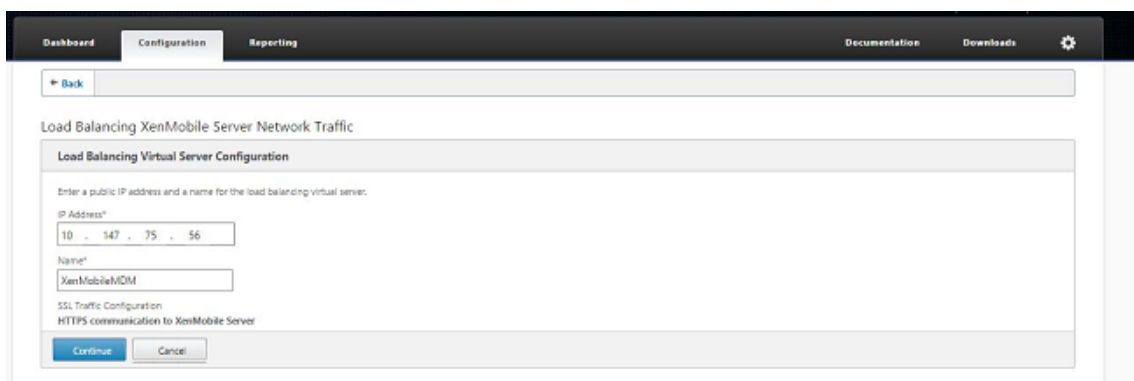 Dashboard Configuration Reporting Documentation Downloads
Back
Load Balancing XenMobile Server Network Traffic
Load Balancing Virtual Server Configuration
Enter a public IP address and a name for the load balancing virtual server.
IP Address*
10 . 147 . 75 . 56
Name*
XenMobileMDM
SSL Traffic Configuration
HTTPS communication to XenMobile Server
Continue Cancel